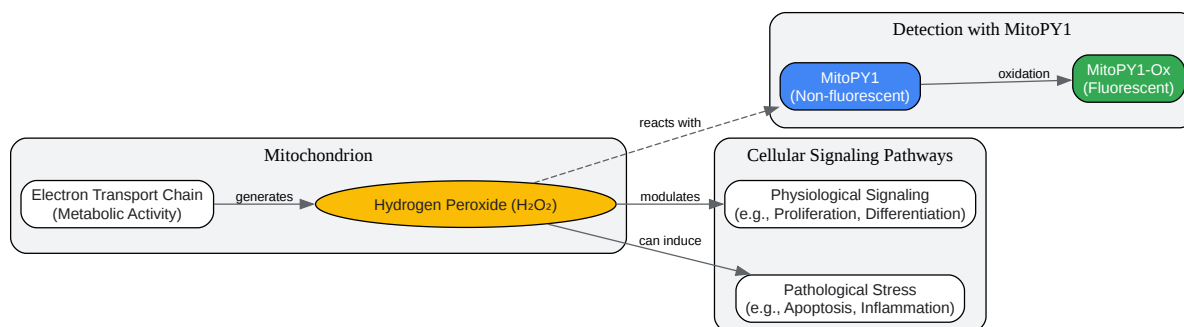 Detection with MitoPY1
MitoPY1
(Non-fluorescent)
oxidation
MitoPY1-Ox
(Fluorescent)
reacts with
Mitochondrion
Electron Transport Chain
(Metabolic Activity)
generates
Hydrogen Peroxide (H₂O₂)
modulates
can induce
Cellular Signaling Pathways
Physiological Signaling
(e.g., Proliferation, Differentiation)
Pathological Stress
(e.g., Apoptosis, Inflammation)